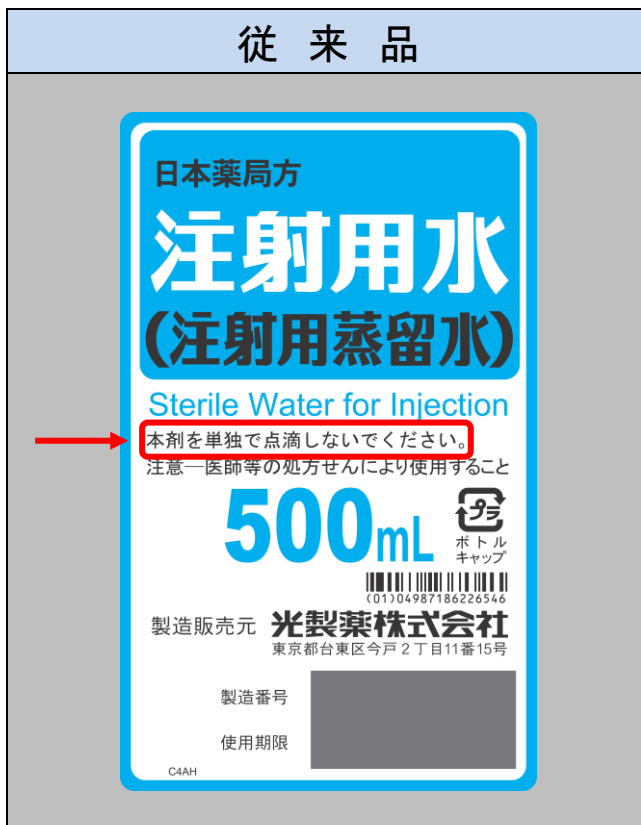 従来品
日本薬局方
注射用水
(注射用蒸留水)
Sterile Water for Injection
本剤を単独で点滴しないでください。
注意―医師等の処方せんにより使用すること
500mL
プラ
ボトル
キャップ
(01)04987186226546
製造販売元 光製薬株式会社
東京都台東区今戸2丁目11番15号
製造番号
使用期限
C4AH